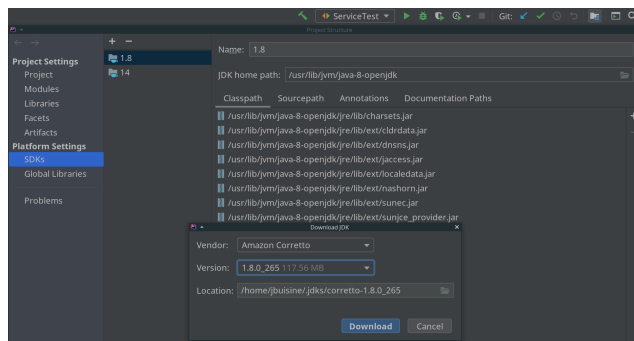 ServiceTest
Git:
Project Structure
Project Settings
Project
Modules
Libraries
Facets
Artifacts
Platform Settings
SDKs
Global Libraries
Problems
1.8
14
Name: 1.8
JDK home path: /usr/lib/jvm/java-8-openjdk
Classpath Sourcepath Annotations Documentation Paths
/usr/lib/jvm/java-8-openjdk/jre/lib/charsets.jar
/usr/lib/jvm/java-8-openjdk/jre/lib/ext/cldrdata.jar
/usr/lib/jvm/java-8-openjdk/jre/lib/ext/dnsns.jar
/usr/lib/jvm/java-8-openjdk/jre/lib/ext/jaccess.jar
/usr/lib/jvm/java-8-openjdk/jre/lib/ext/localedata.jar
/usr/lib/jvm/java-8-openjdk/jre/lib/ext/nashorn.jar
/usr/lib/jvm/java-8-openjdk/jre/lib/ext/sunec.jar
/usr/lib/jvm/java-8-openjdk/jre/lib/ext/sunjce_provider.jar
Download JDK
Vendor: Amazon Corretto
Version: 1.8.0_265 117.56 MB
Location: /home/jbuisine/.jdks/corretto-1.8.0_265
Download Cancel